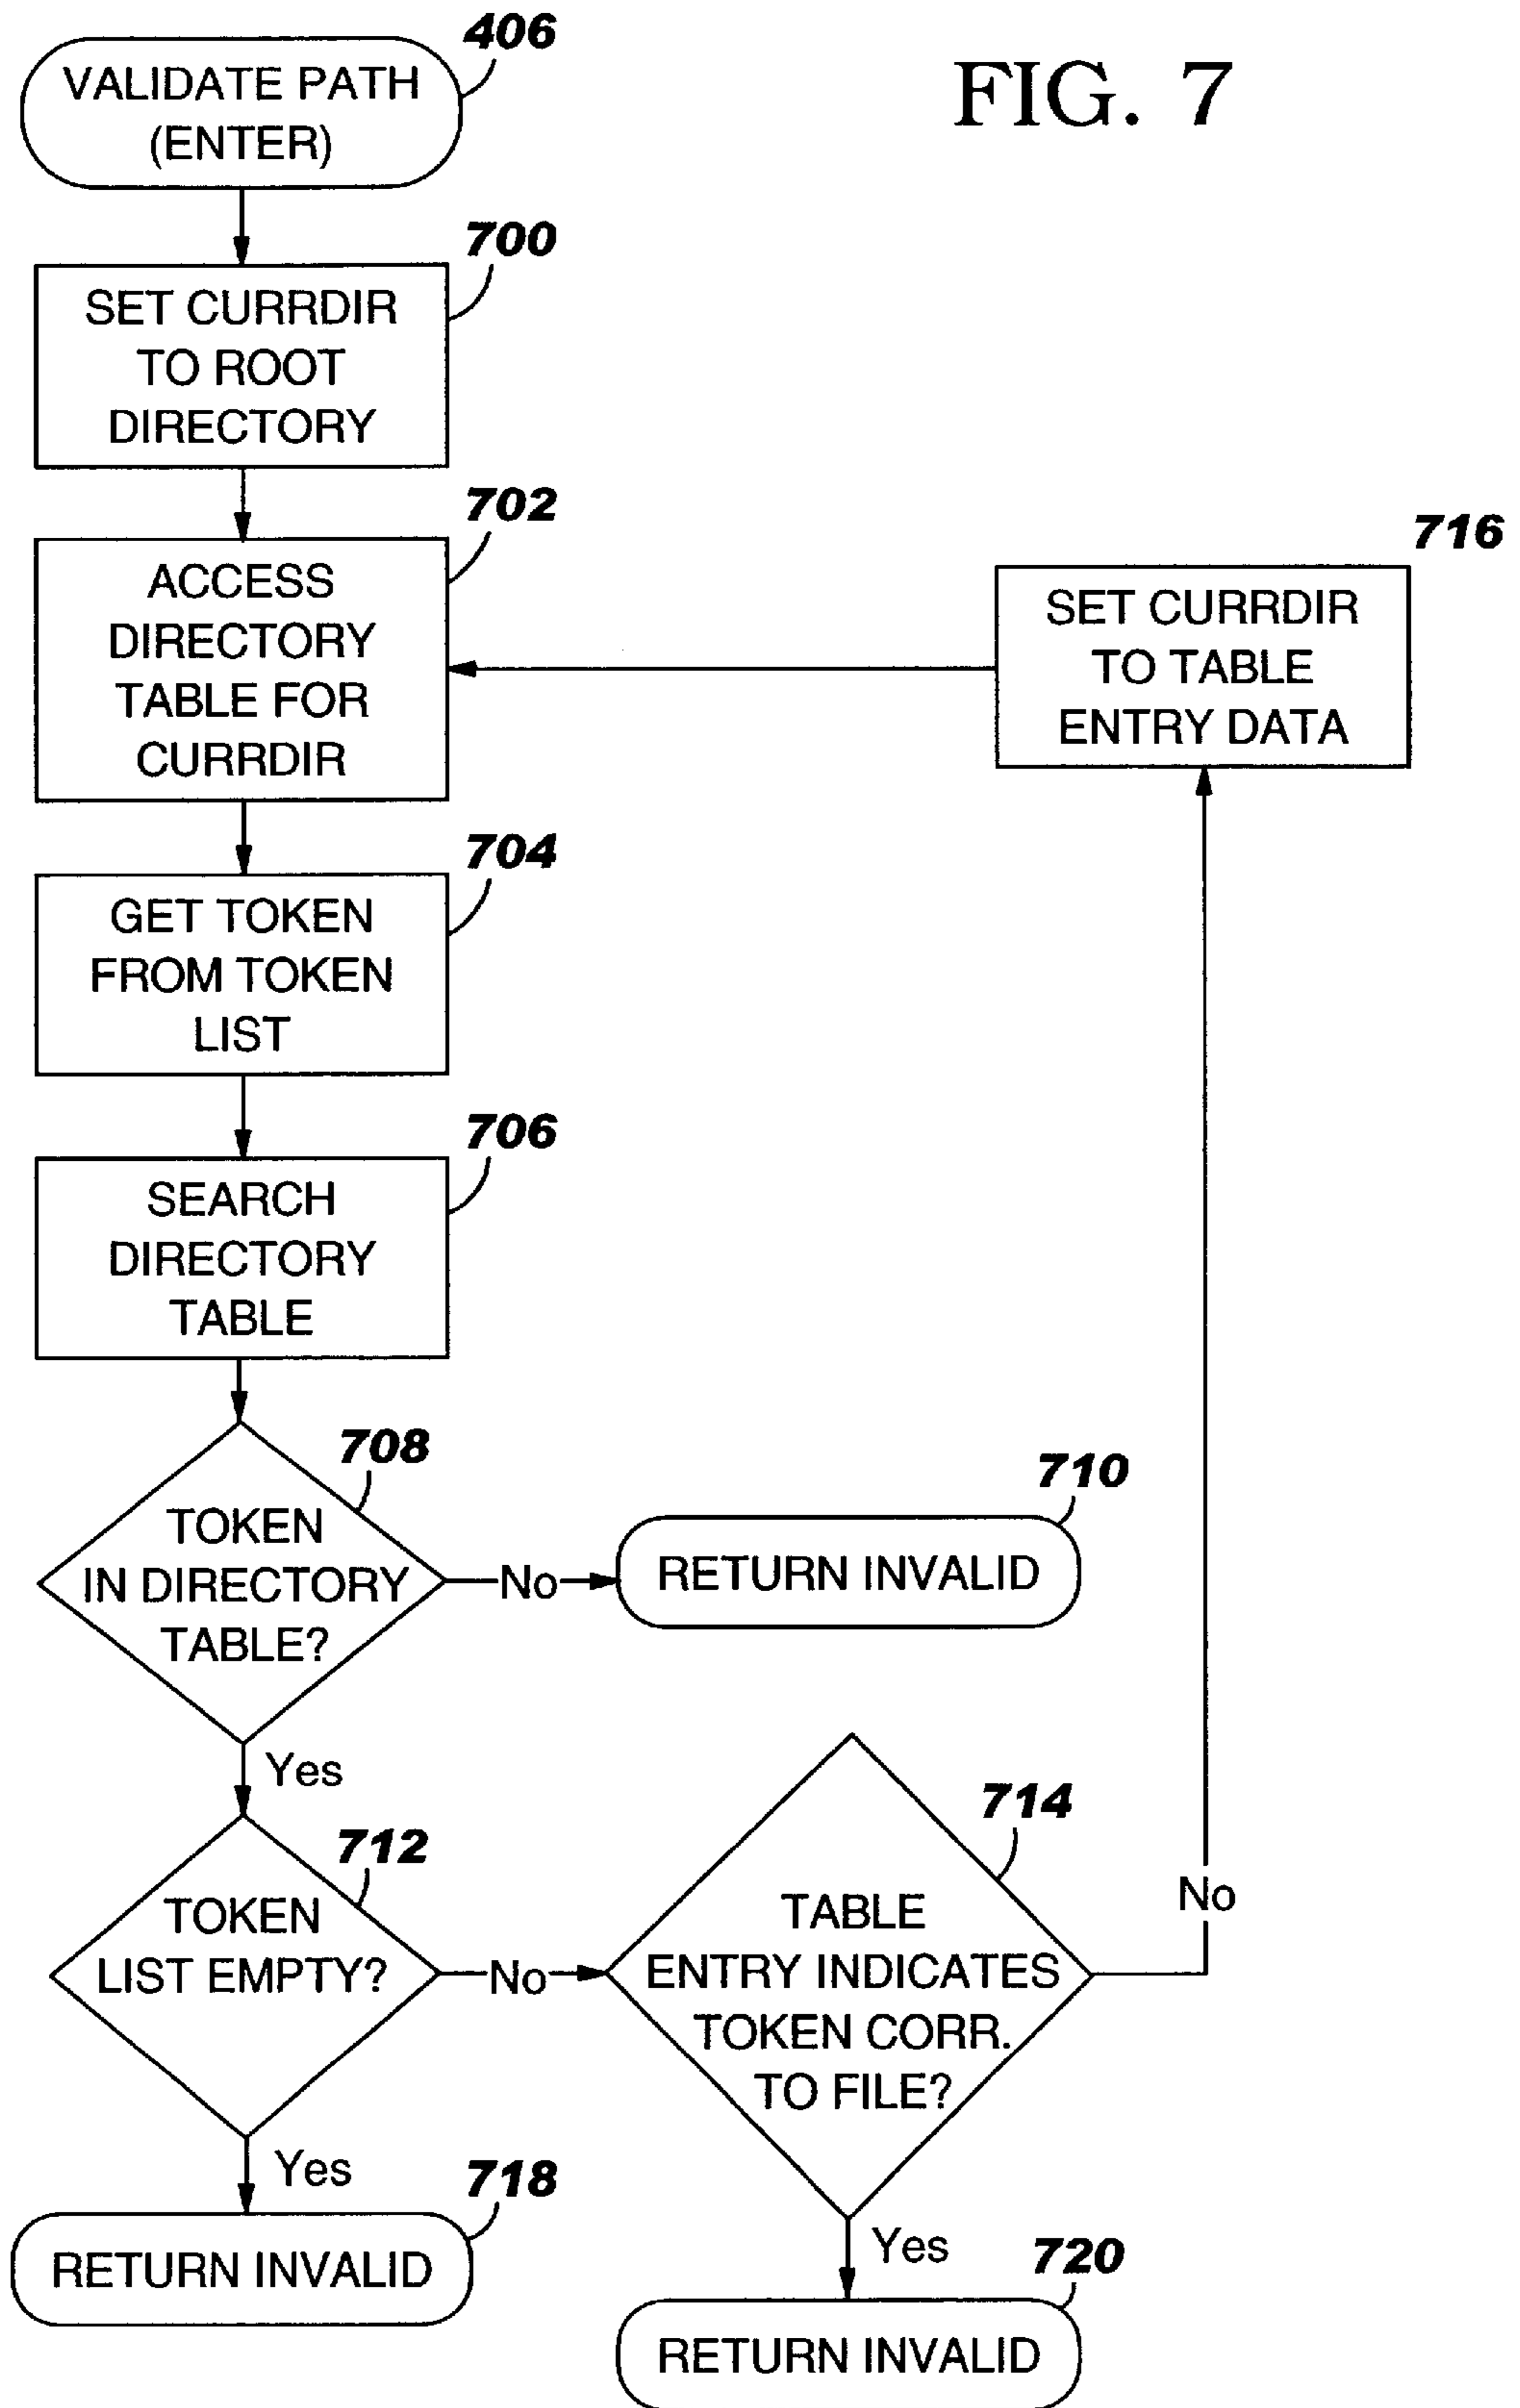 406
FIG. 7
VALIDATE PATH
(ENTER)
700
SET CURRDIR
TO ROOT
DIRECTORY
702
ACCESS
DIRECTORY
TABLE FOR
CURRDIR
716
SET CURRDIR
TO TABLE
ENTRY DATA
704
GET TOKEN
FROM TOKEN
LIST
706
SEARCH
DIRECTORY
TABLE
708
TOKEN
IN DIRECTORY
TABLE?
No
710
RETURN INVALID
Yes
712
TOKEN
LIST EMPTY?
No
714
TABLE
ENTRY INDICATES
TOKEN CORR.
TO FILE?
No
Yes
718
RETURN INVALID
Yes
720
RETURN INVALID